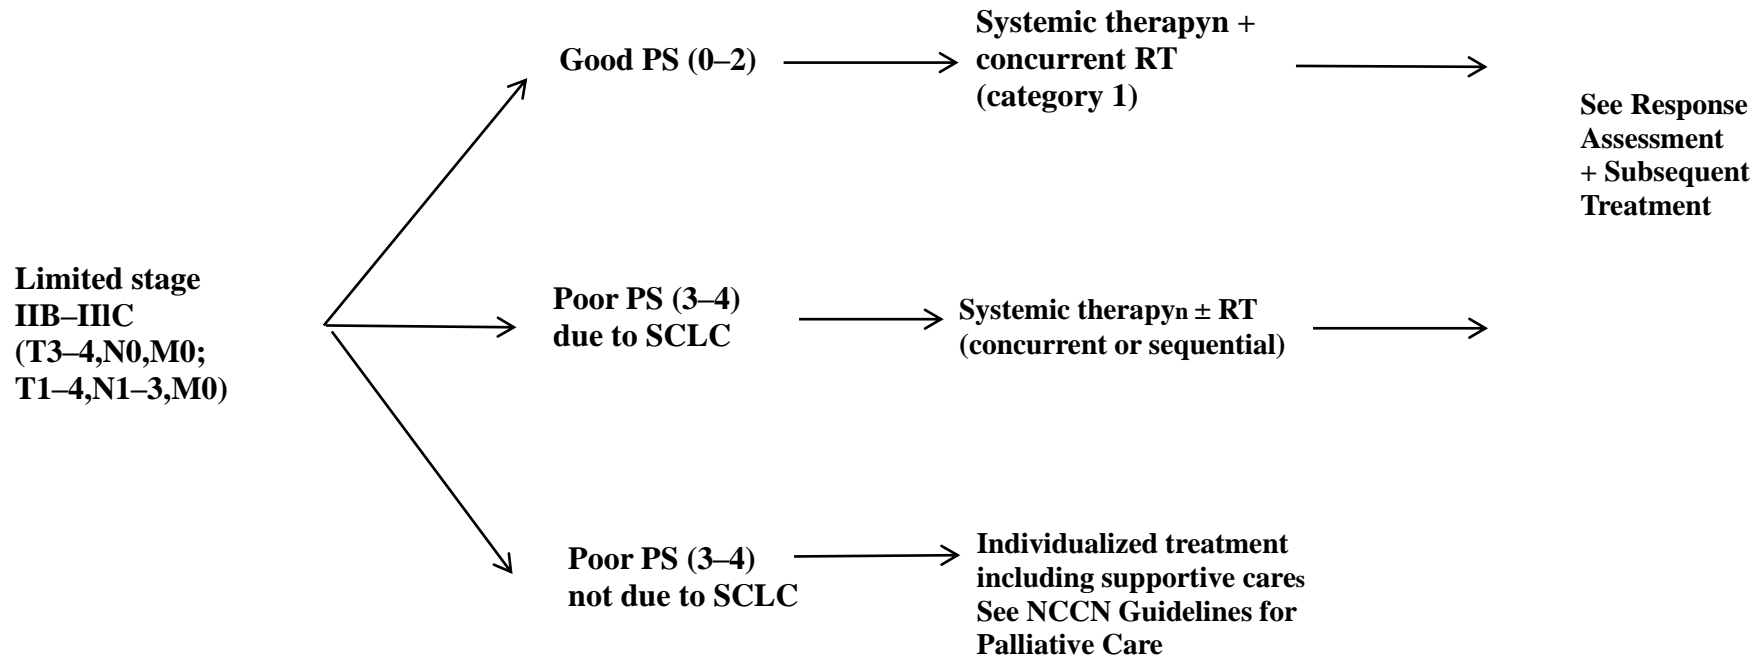 Limited stage
IIB–IIlC
(T3–4,N0,M0;
T1–4,N1–3,M0)
Good PS (0–2)
Systemic therapyn +
concurrent RT
(category 1)
See Response
Assessment
+ Subsequent
Treatment
Poor PS (3–4)
due to SCLC
Systemic therapyn ± RT
(concurrent or sequential)
Poor PS (3–4)
not due to SCLC
Individualized treatment
including supportive cares
See NCCN Guidelines for
Palliative Care